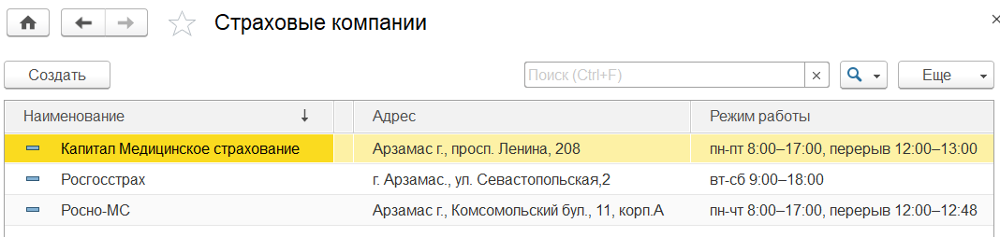 Страховые компании
Создать Поиск (Ctrl+F) × Еще
Наименование ↓ Адрес Режим работы
Капитал Медицинское страхование Арзамас г., просп. Ленина, 208 пн-пт 8:00–17:00, перерыв 12:00–13:00
Росгосстрах г. Арзамас., ул. Севастопольская,2 вт-сб 9:00–18:00
Росно-МС Арзамас г., Комсомольский бул., 11, корп.А пн-чт 8:00–17:00, перерыв 12:00–12:48